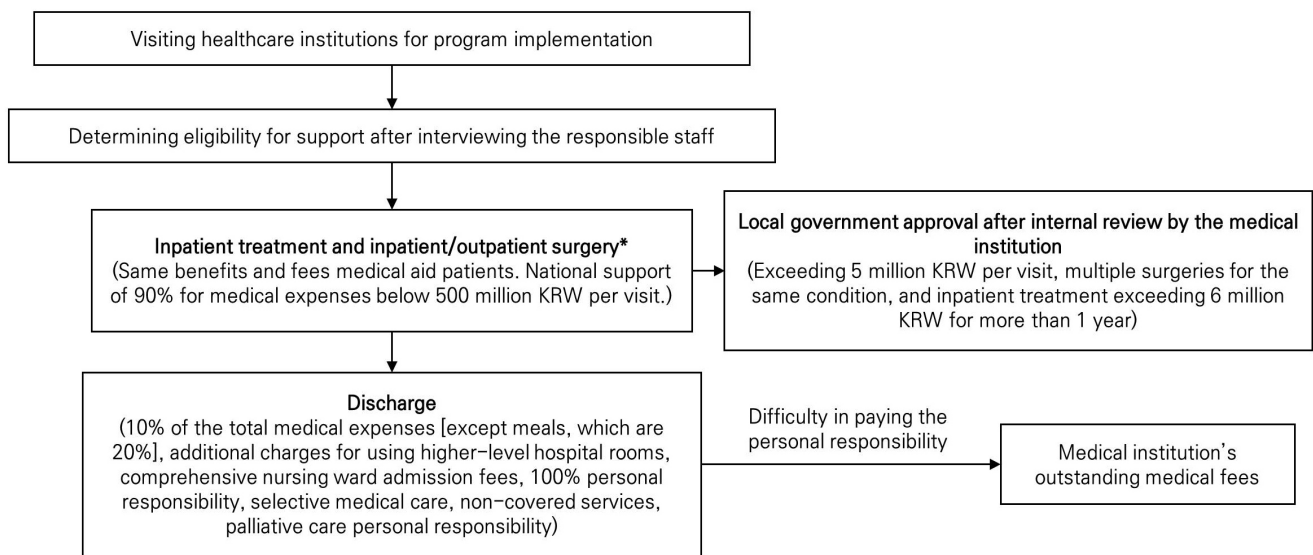 Visiting healthcare institutions for program implementation
Determining eligibility for support after interviewing the responsible staff
Inpatient treatment and inpatient/outpatient surgery*
(Same benefits and fees medical aid patients. National support
of 90% for medical expenses below 500 million KRW per visit.)
Local government approval after internal review by the medical
institution
(Exceeding 5 million KRW per visit, multiple surgeries for the
same condition, and inpatient treatment exceeding 6 million
KRW for more than 1 year)
Discharge
(10% of the total medical expenses [except meals, which are
20%], additional charges for using higher-level hospital rooms,
comprehensive nursing ward admission fees, 100% personal
responsibility, selective medical care, non-covered services,
palliative care personal responsibility)
Difficulty in paying the
personal responsibility
Medical institution's
outstanding medical fees